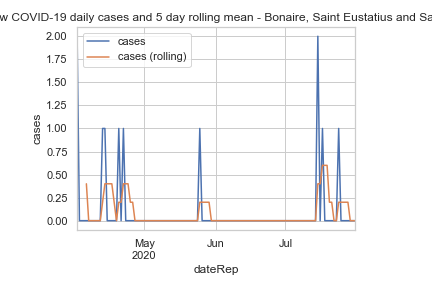 w COVID-19 daily cases and 5 day rolling mean - Bonaire, Saint Eustatius and Sa
cases
cases (rolling)
2.00
1.75
1.50
1.25
1.00
0.75
0.50
0.25
0.00
cases
May
2020
Jun
Jul
dateRep